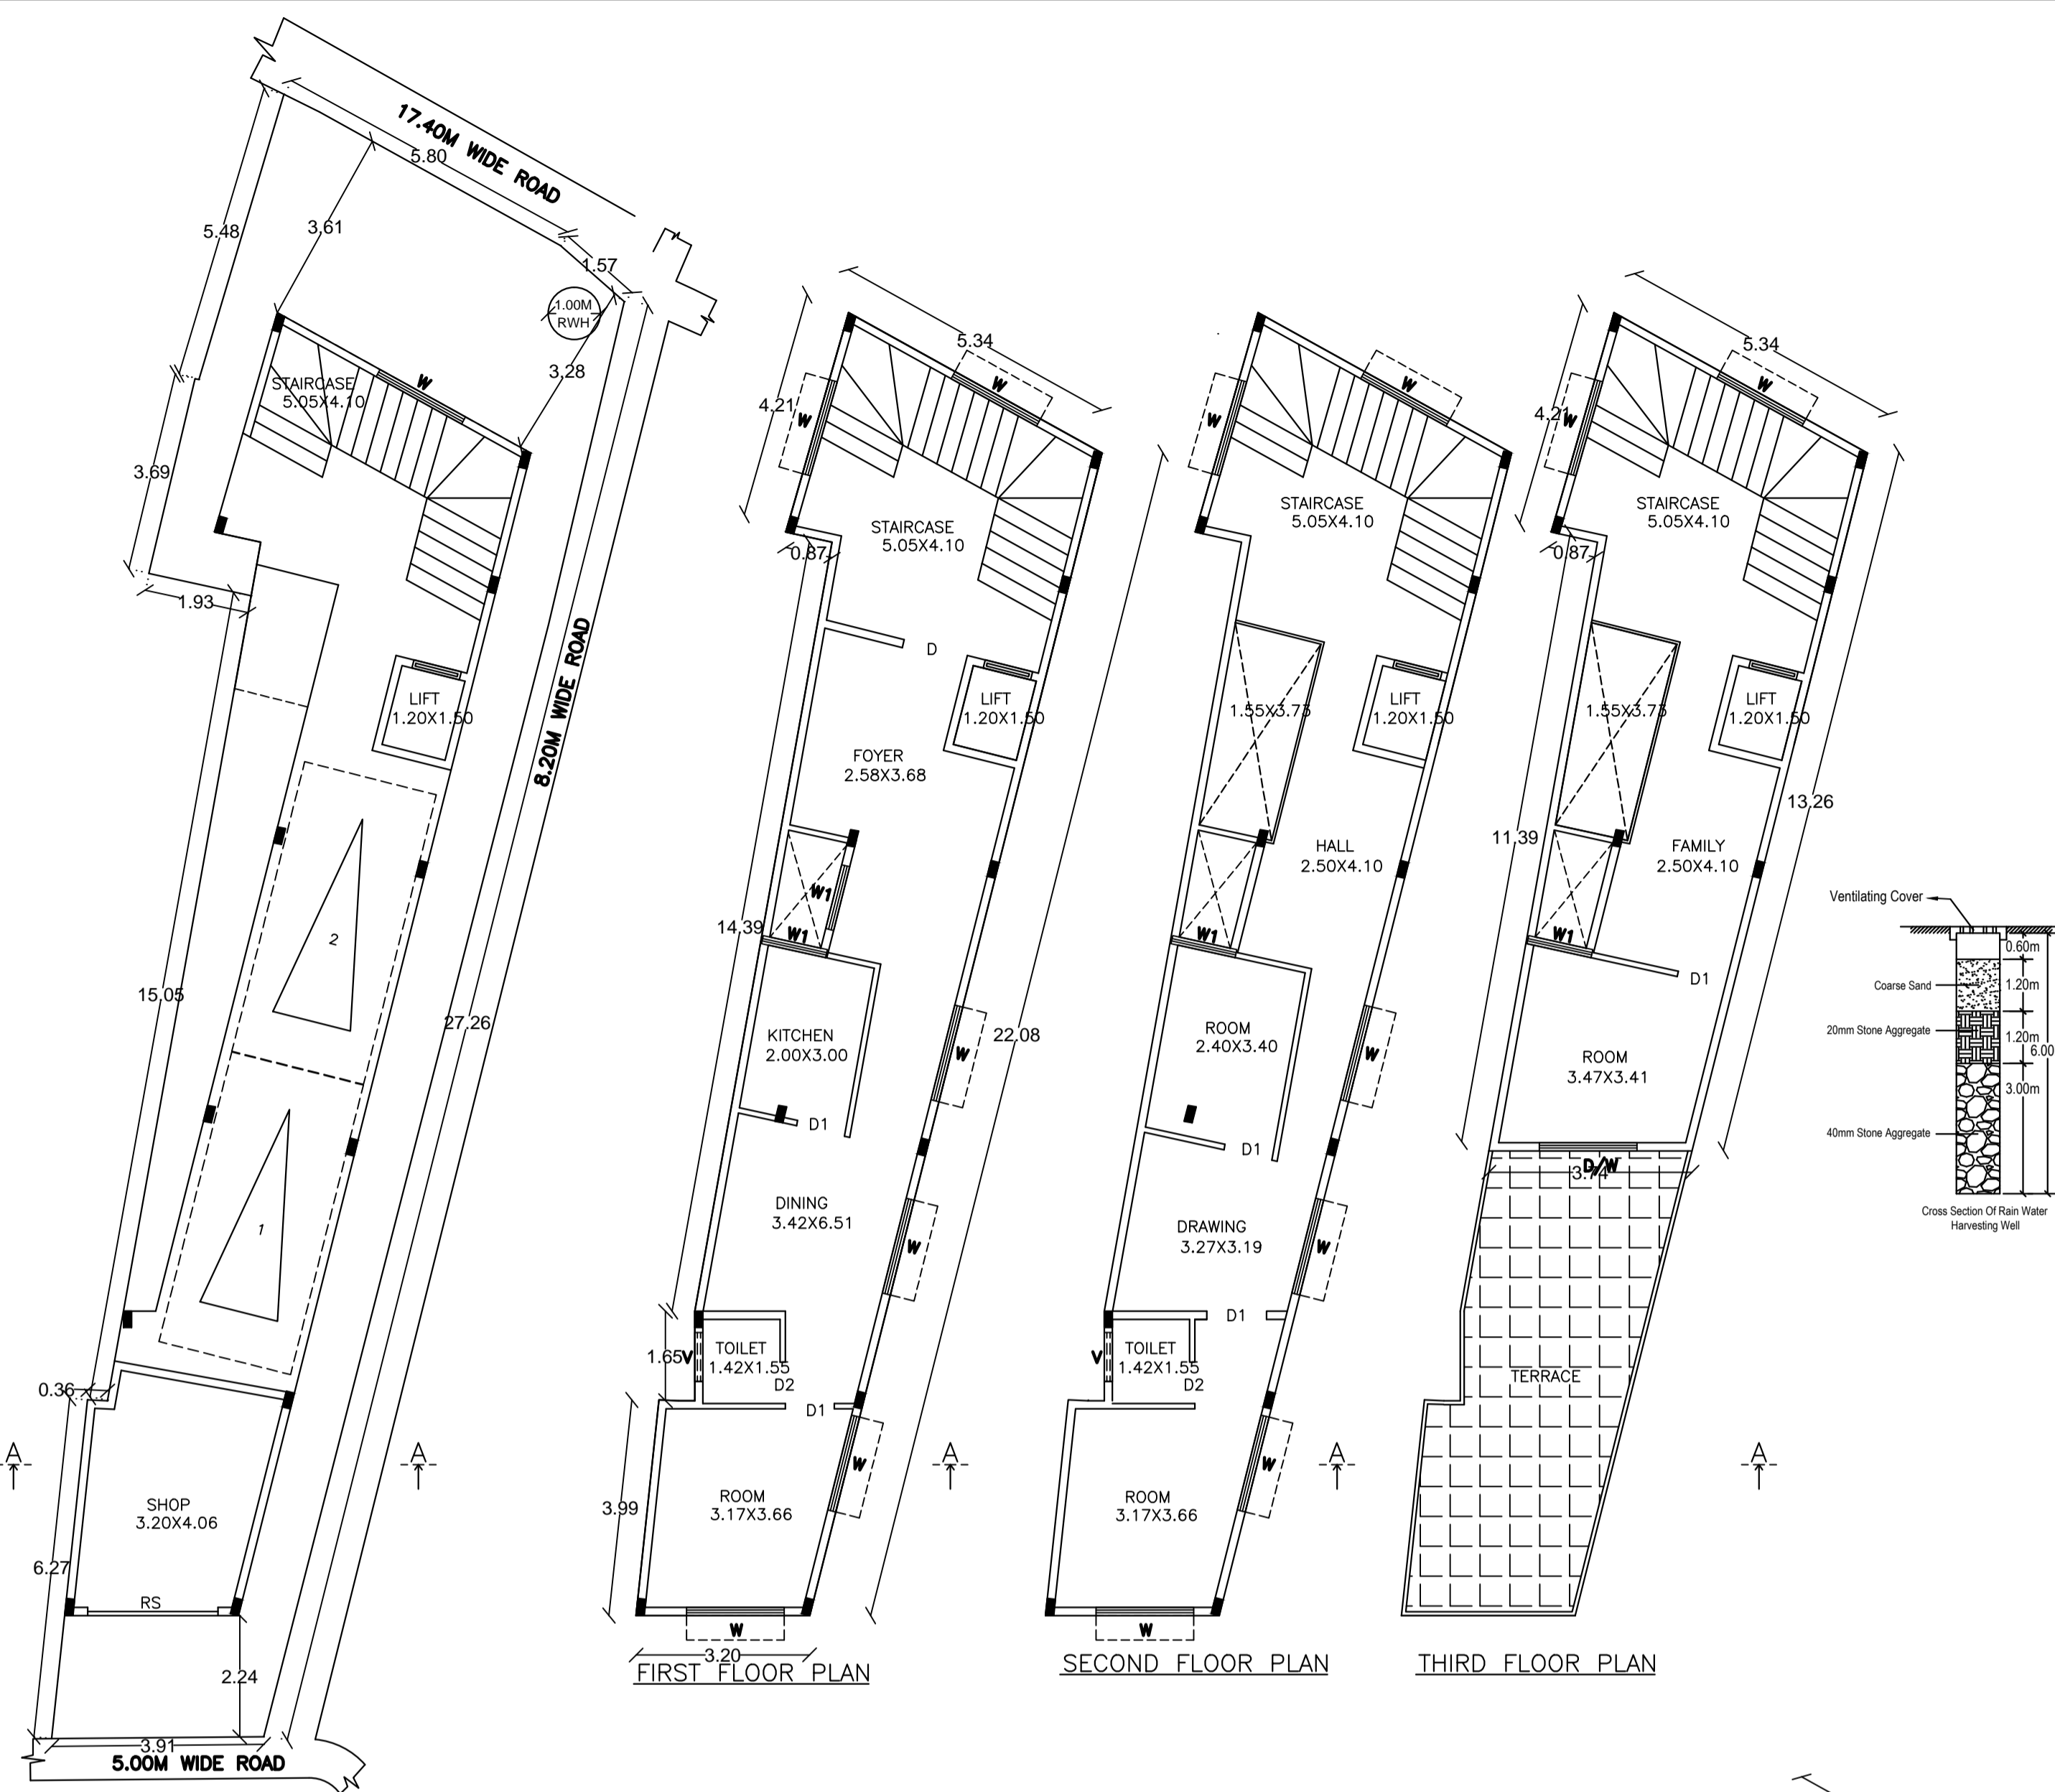 17.40M WIDE ROAD
5.80
5.48
3.61
1.57
1.00M
RWH
3.28
STAIRCASE
5.05X4.10
W
3.69
1.93
LIFT
1.20X1.50
8.20M WIDE ROAD
2
15.05
27.26
1
0.36
A
A
SHOP
3.20X4.06
6.27
RS
2.24
3.91
5.00M WIDE ROAD
5.34
W
4.21
W
STAIRCASE
5.05X4.10
0.87
D
LIFT
1.20X1.50
FOYER
2.58X3.68
W1
W1
14.39
22.08
KITCHEN
2.00X3.00
W
D1
DINING
3.42X6.51
W
1.65
V
TOILET
1.42X1.55
D2
D1
A
W
3.99
ROOM
3.17X3.66
W
3.20
FIRST FLOOR PLAN
W
W
STAIRCASE
5.05X4.10
1.55X3.73
LIFT
1.20X1.50
HALL
2.50X4.10
W1
ROOM
2.40X3.40
W
D1
DRAWING
3.27X3.19
W
D1
V
TOILET
1.42X1.55
D2
A
W
ROOM
3.17X3.66
W
SECOND FLOOR PLAN
5.34
W
4.21
W
STAIRCASE
5.05X4.10
0.87
1.55X3.73
LIFT
1.20X1.50
13.26
11.39
FAMILY
2.50X4.10
W1
D1
ROOM
3.47X3.41
D/W
3.74
TERRACE
A
THIRD FLOOR PLAN
Ventilating Cover
0.60m
Coarse Sand
1.20m
20mm Stone Aggregate
1.20m
6.00
3.00m
40mm Stone Aggregate
Cross Section Of Rain Water
Harvesting Well